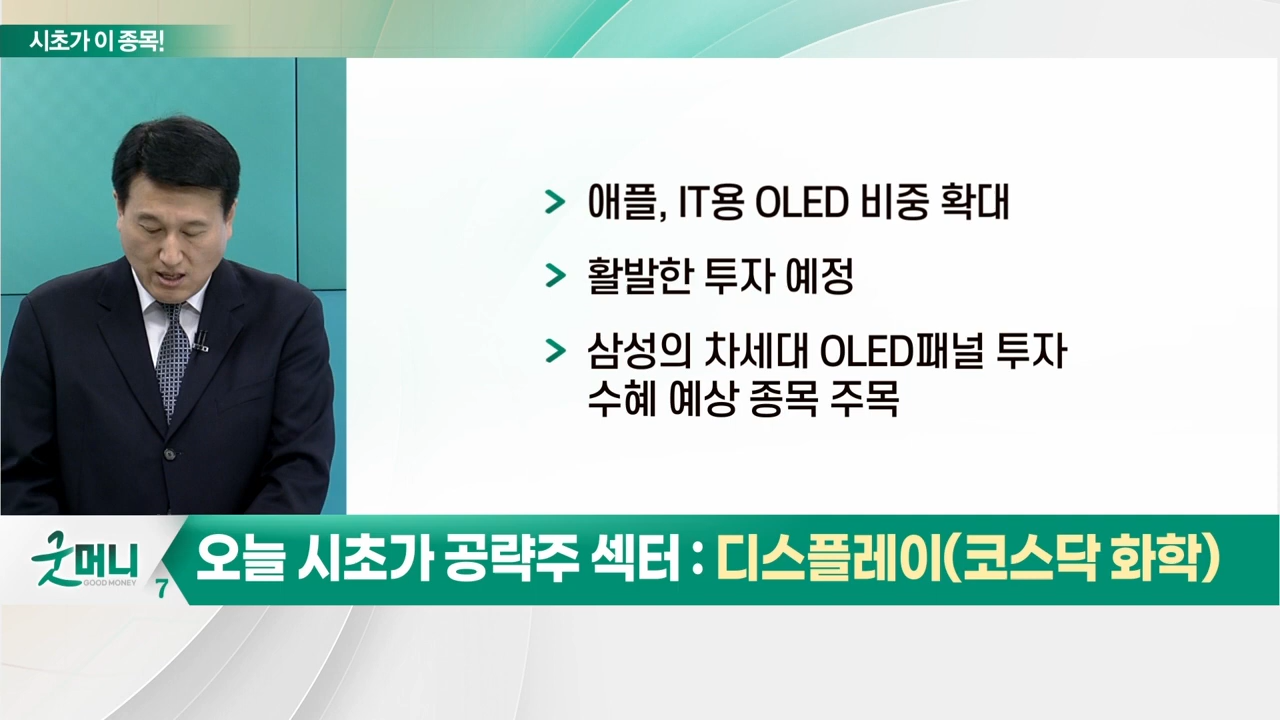 시초가 이 종목!
> 애플, IT용 OLED 비중 확대
> 활발한 투자 예정
> 삼성의 차세대 OLED패널 투자
수혜 예상 종목 주목
굿머니
GOOD MONEY
7
오늘 시초가 공략주 섹터 : 디스플레이(코스닥 화학)